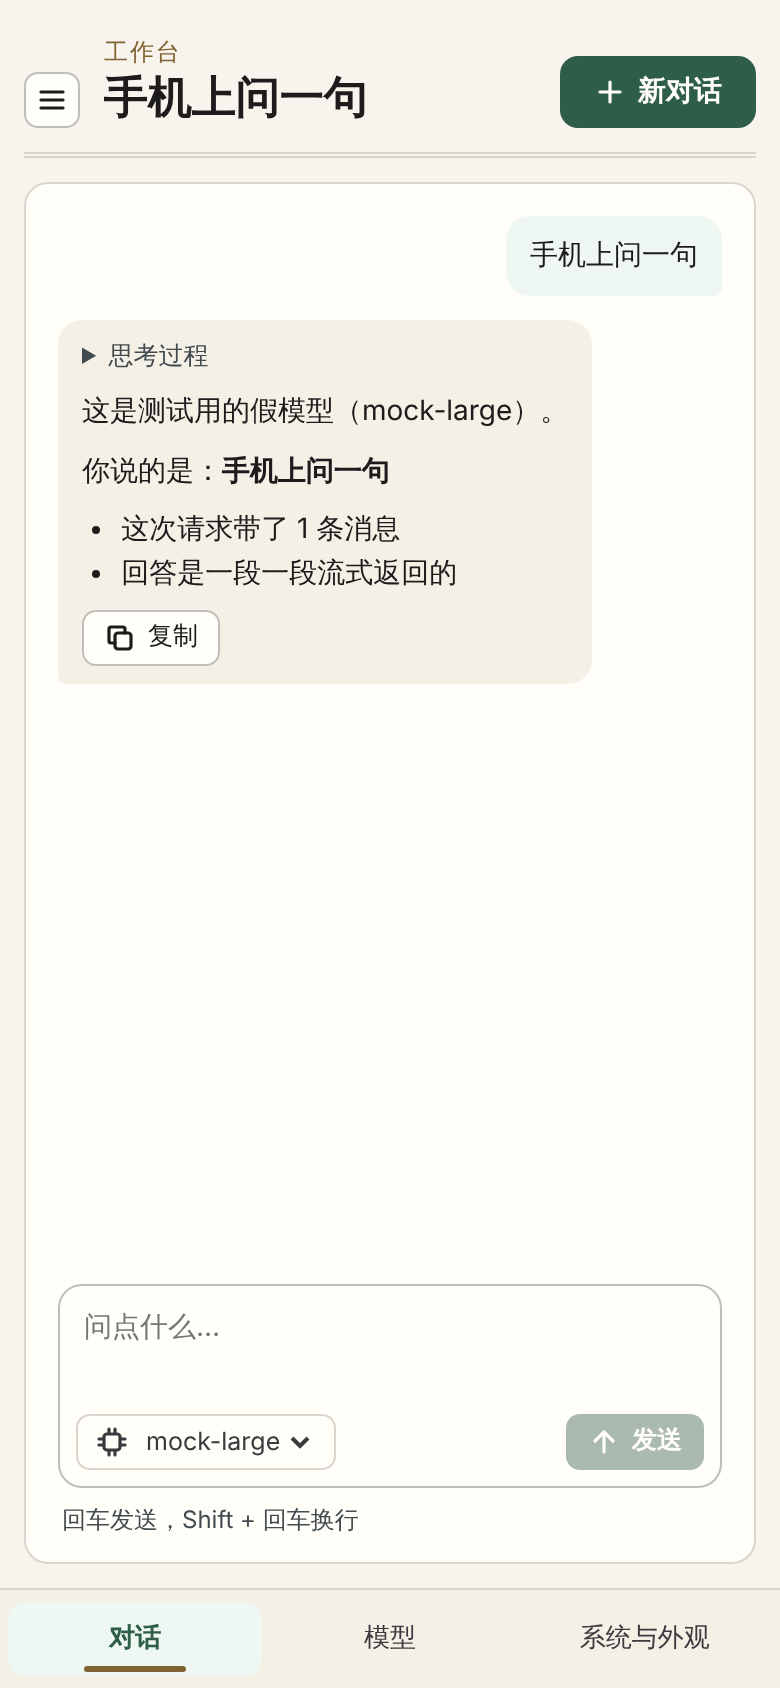 工作台
手机上问一句
新对话
手机上问一句
思考过程
这是测试用的假模型（mock-large）。
你说的是：手机上问一句
• 这次请求带了 1 条消息
• 回答是一段一段流式返回的
复制
问点什么...
mock-large
发送
回车发送，Shift + 回车换行
对话
模型
系统与外观